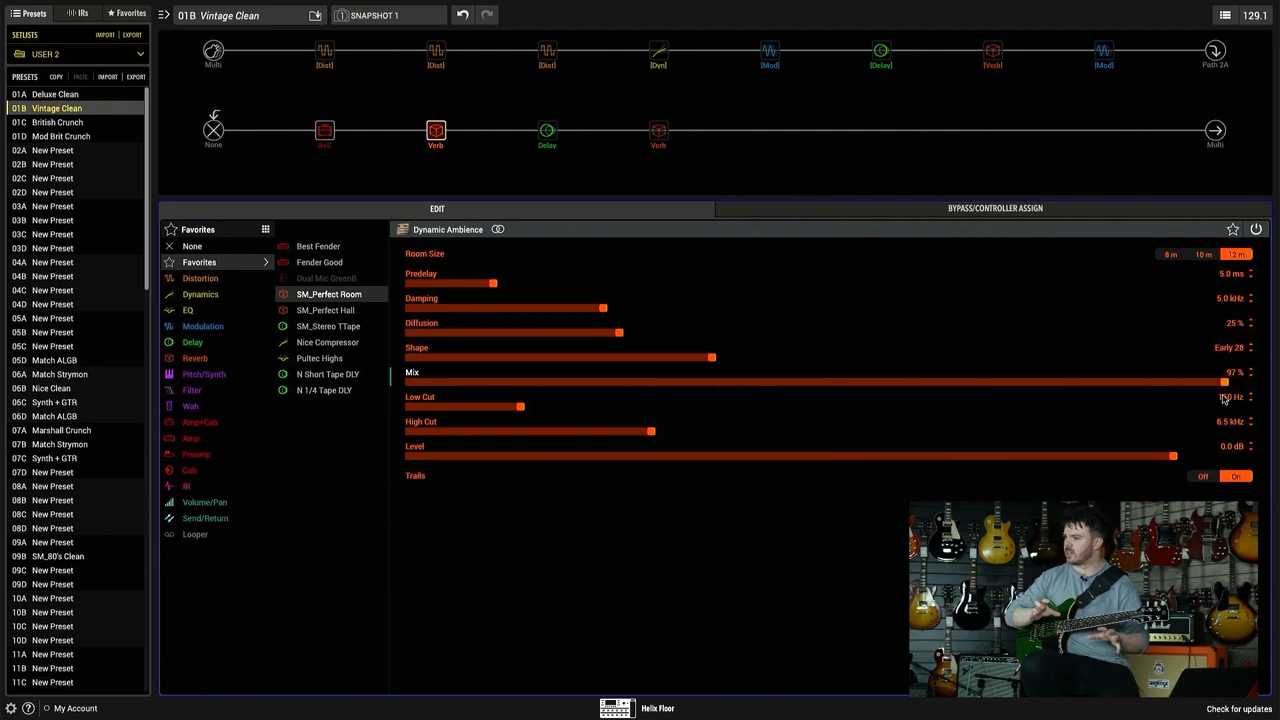 Presets IRs Favorites
01B Vintage Clean SNAPSHOT 1 129.1
SETLISTS IMPORT EXPORT
USER 2
PRESETS COPY PASTE IMPORT EXPORT
01A Deluxe Clean
01B Vintage Clean
01C British Crunch
01D Mod Brit Crunch
02A New Preset
02B New Preset
02C New Preset
02D New Preset
03A New Preset
03B New Preset
03C New Preset
03D New Preset
04A New Preset
04B New Preset
04C New Preset
04D New Preset
05A New Preset
05B New Preset
05C New Preset
05D Match ALGB
06A Match Strymon
06B Nice Clean
06C Synth + GTR
06D Match ALGB
07A Marshall Crunch
07B Match Strymon
07C Synth + GTR
07D New Preset
08A New Preset
08B New Preset
08C New Preset
08D New Preset
09A New Preset
09B SM_80's Clean
09C New Preset
09D New Preset
10A New Preset
10B New Preset
10C New Preset
10D New Preset
11A New Preset
11B New Preset
11C New Preset
Multi [Dist] [Dist] [Dist] [Dyn] [Mod] [Delay] [Verb] [Mod] Path 2A
None A+C Verb Delay Verb Multi
EDIT BYPASS/CONTROLLER ASSIGN
Favorites
None
Favorites
Distortion
Dynamics
EQ
Modulation
Delay
Reverb
Pitch/Synth
Filter
Wah
Amp+Cab
Amp
Preamp
Cab
IR
Volume/Pan
Send/Return
Looper
Best Fender
Fender Good
Dual Mic GreenB
SM_Perfect Room
SM_Perfect Hall
SM_Stereo TTape
Nice Compressor
Pultec Highs
N Short Tape DLY
N 1/4 Tape DLY
Dynamic Ambience
Room Size 8 m 10 m 12 m
Predelay 5.0 ms
Damping 5.0 kHz
Diffusion 25 %
Shape Early 28
Mix 97 %
Low Cut Hz
High Cut 6.5 kHz
Level 0.0 dB
Trails Off On
My Account Helix Floor Check for updates